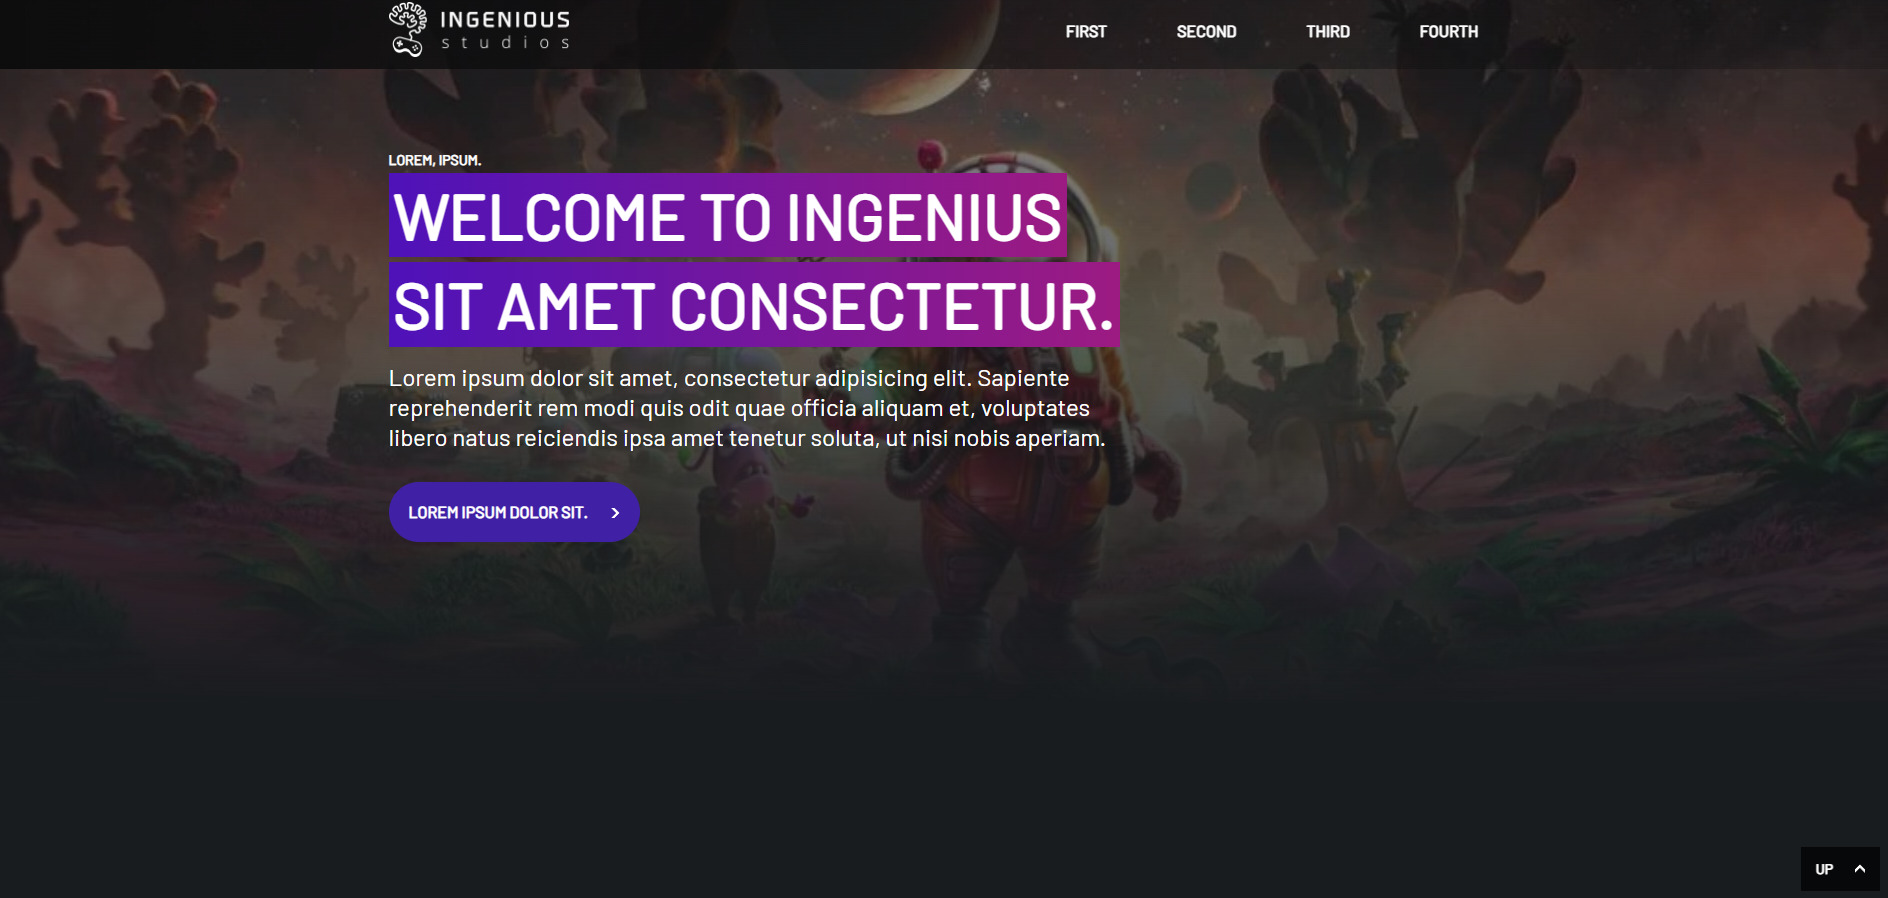 INGENIOUS
studios
FIRST SECOND THIRD FOURTH
LOREM, IPSUM.
WELCOME TO INGENIUS
SIT AMET CONSECTETUR.
Lorem ipsum dolor sit amet, consectetur adipisicing elit. Sapiente
reprehenderit rem modi quis odit quae officia aliquam et, voluptates
libero natus reiciendis ipsa amet tenetur soluta, ut nisi nobis aperiam.
LOREM IPSUM DOLOR SIT.
UP